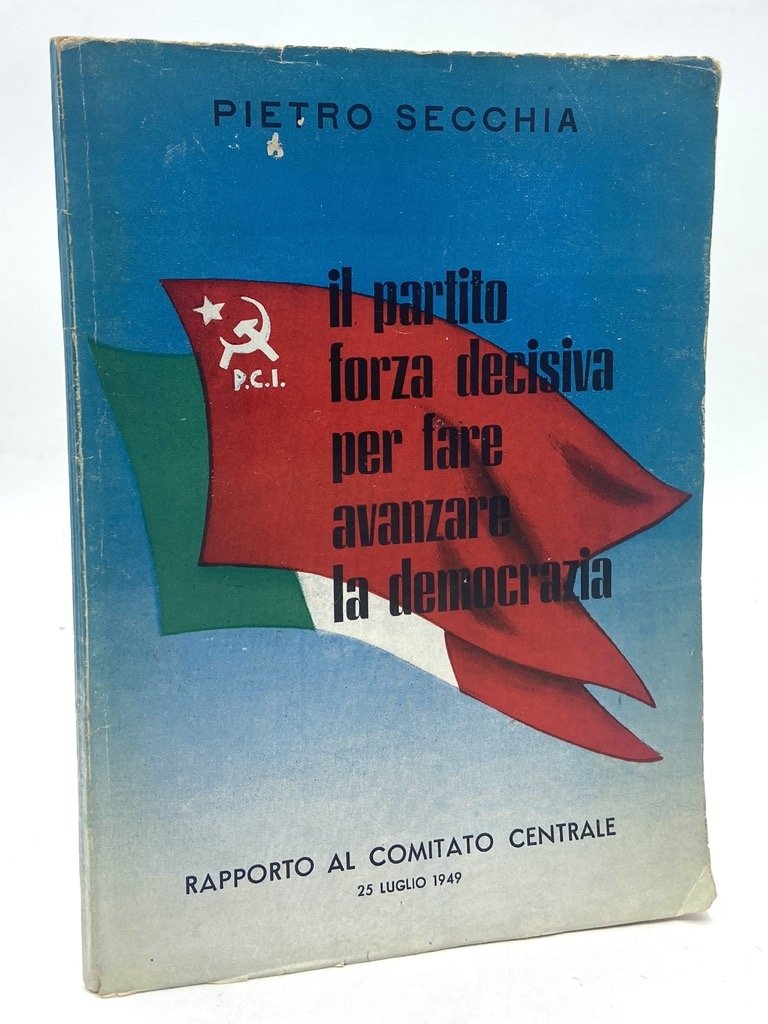 PIETRO SECCHIA
il partito
forza decisiva
per fare
avanzare
la democrazia
P.C.I.
RAPPORTO AL COMITATO CENTRALE
25 LUGLIO 1949